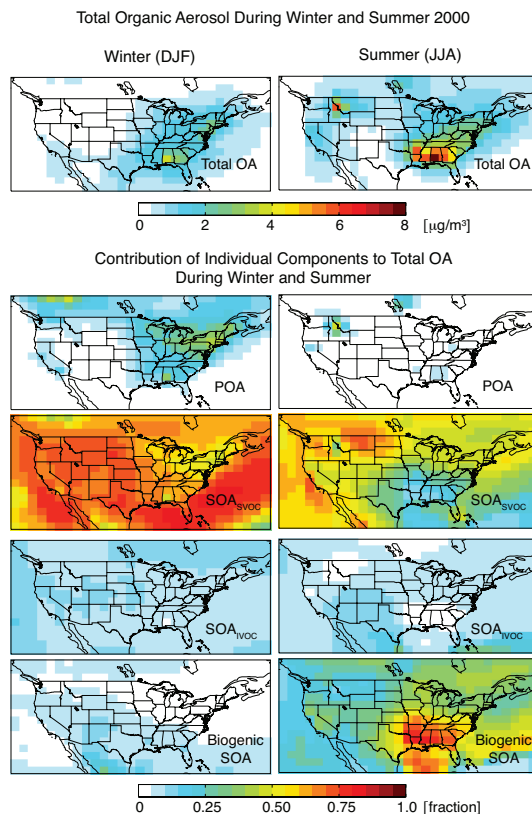 Total Organic Aerosol During Winter and Summer 2000
Winter (DJF)
Summer (JJA)
Total OA
Total OA
0 2 4 6 8 [μg/m³]
Contribution of Individual Components to Total OA
During Winter and Summer
POA
POA
SOA_SVOC
SOA_SVOC
SOA_IVOC
SOA_IVOC
Biogenic
SOA
Biogenic
SOA
0 0.25 0.50 0.75 1.0 [fraction]